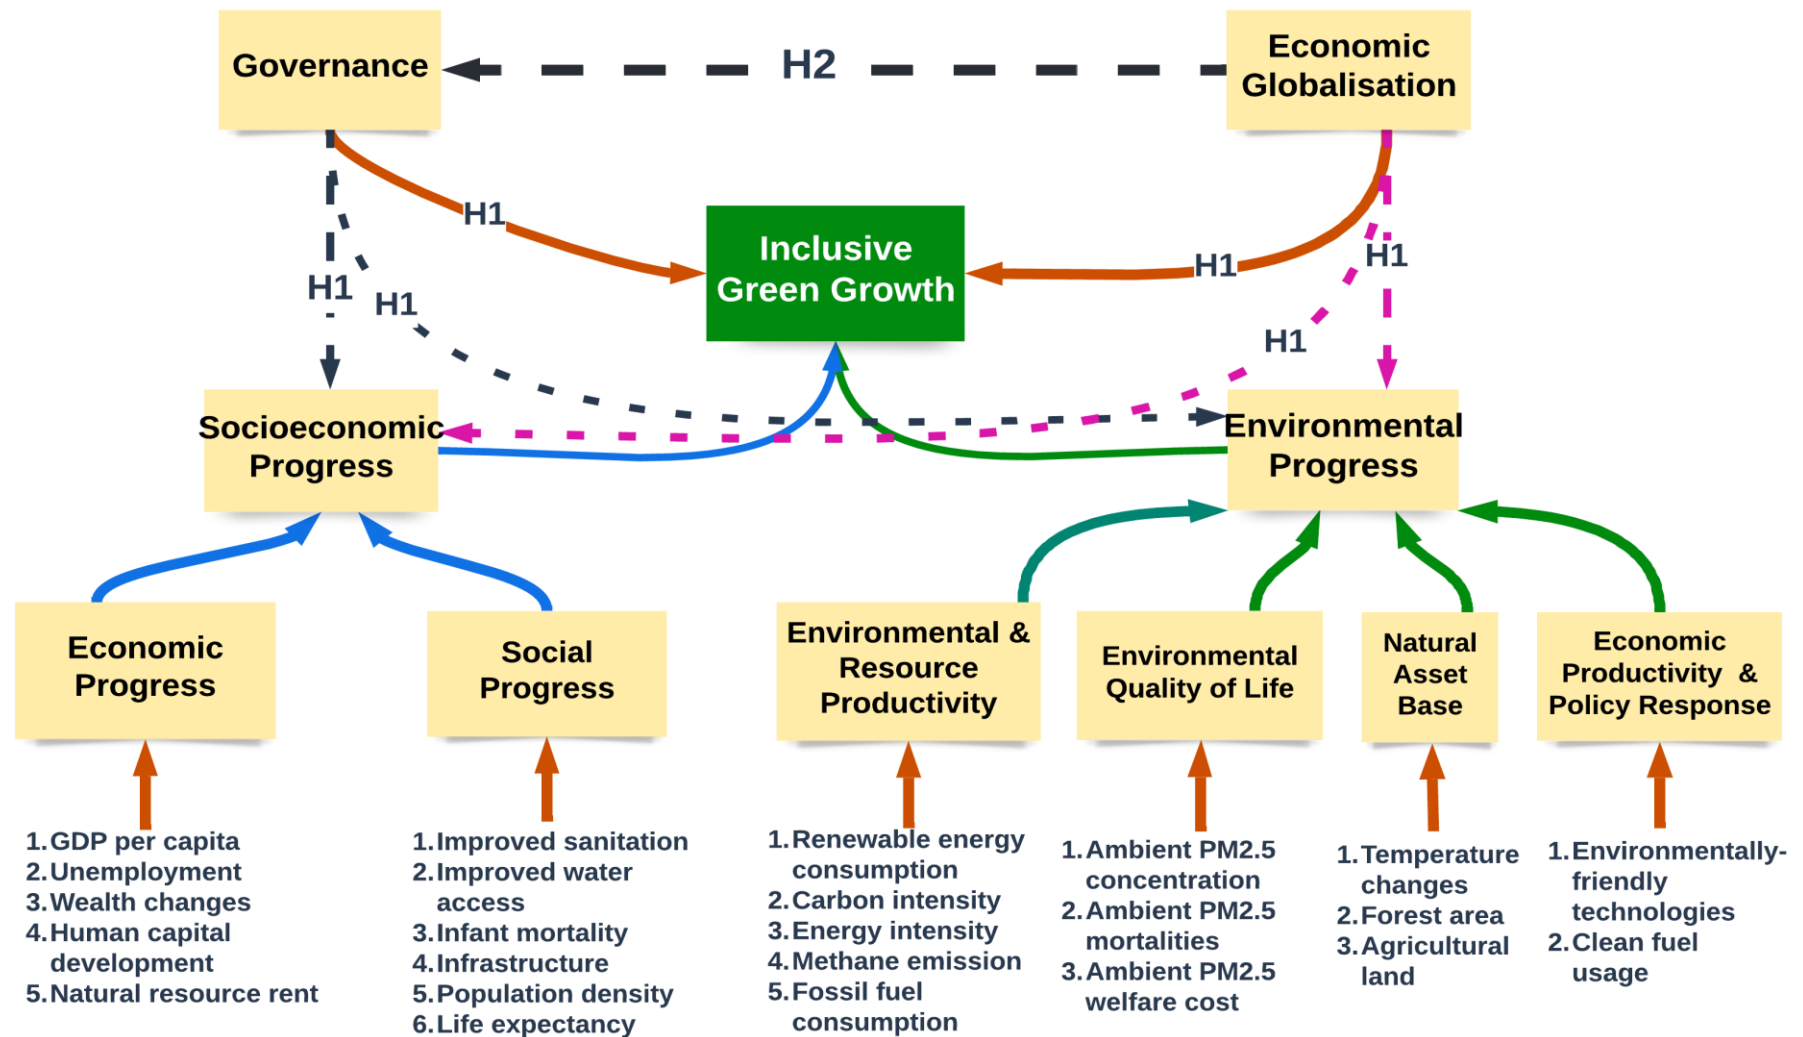 Governance
H2
Economic
Globalisation
H1
Inclusive
Green Growth
H1
H1
H1
H1
H1
Socioeconomic
Progress
Environmental
Progress
Economic
Progress
Social
Progress
Environmental &
Resource
Productivity
Environmental
Quality of Life
Natural
Asset
Base
Economic
Productivity &
Policy Response
1.GDP per capita
2.Unemployment
3.Wealth changes
4.Human capital
development
5.Natural resource rent
1.Improved sanitation
2.Improved water
access
3.Infant mortality
4.Infrastructure
5.Population density
6.Life expectancy
1.Renewable energy
consumption
2.Carbon intensity
3.Energy intensity
4.Methane emission
5.Fossil fuel
consumption
1.Ambient PM2.5
concentration
2.Ambient PM2.5
mortalities
3.Ambient PM2.5
welfare cost
1.Temperature
changes
2.Forest area
3.Agricultural
land
1.Environmentally-
friendly
technologies
2.Clean fuel
usage